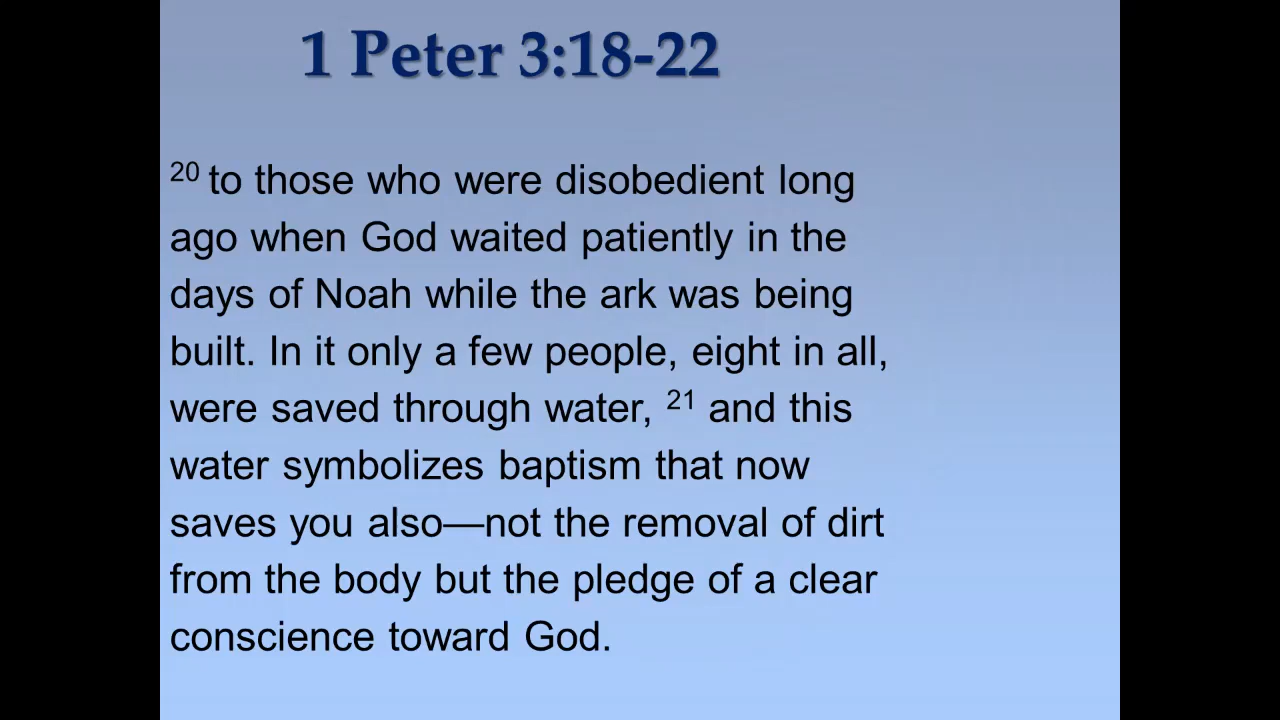 1 Peter 3:18-22
20 to those who were disobedient long
ago when God waited patiently in the
days of Noah while the ark was being
built. In it only a few people, eight in all,
were saved through water, 21 and this
water symbolizes baptism that now
saves you also—not the removal of dirt
from the body but the pledge of a clear
conscience toward God.